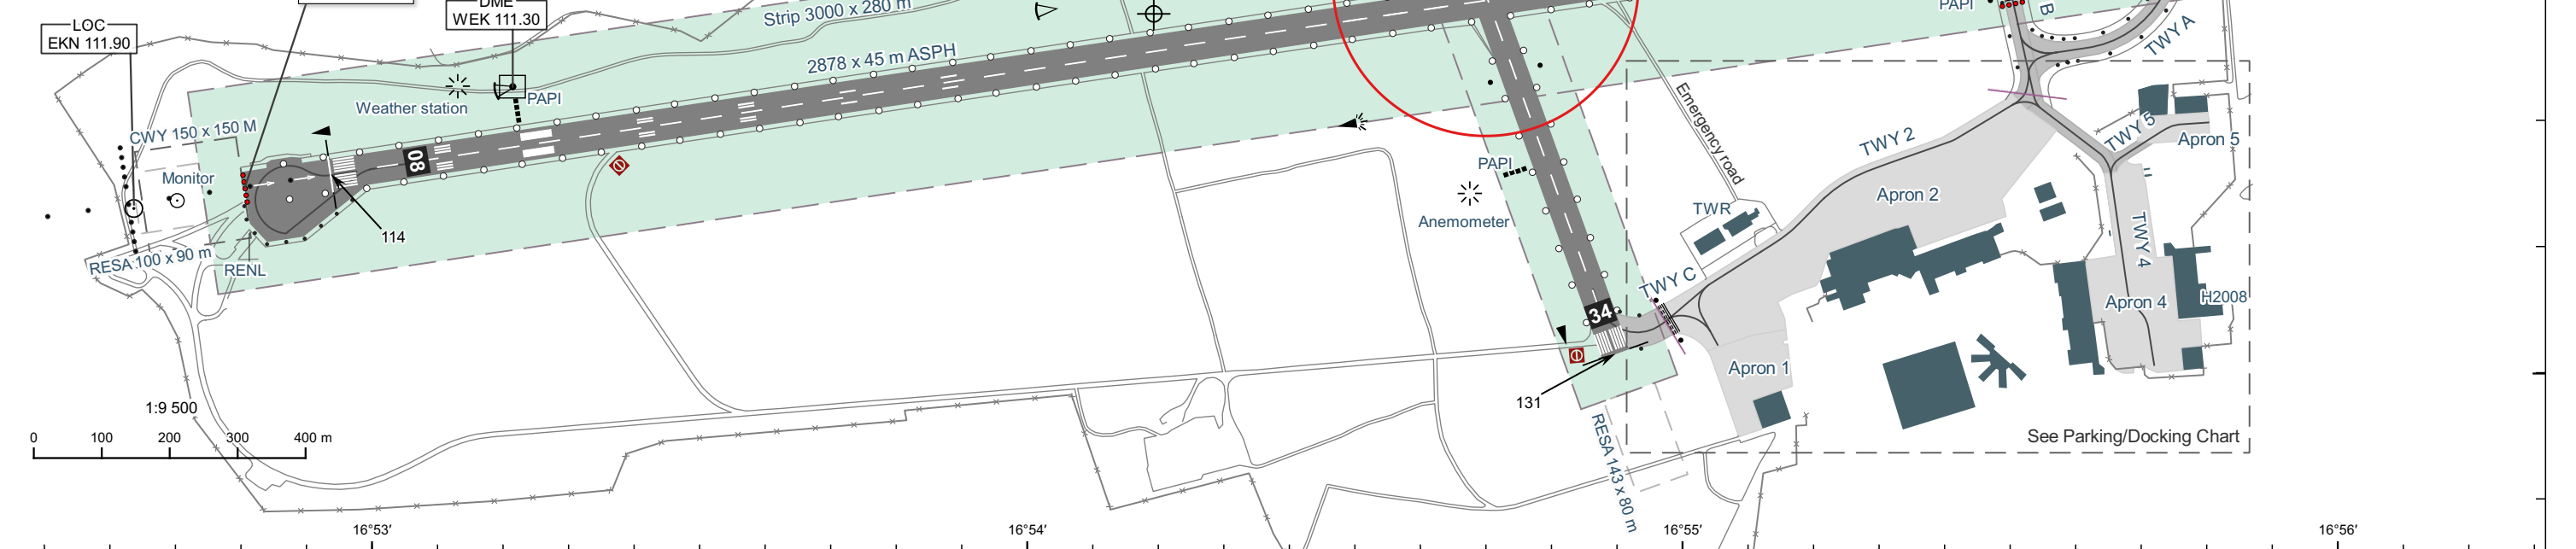 LOC
EKN 111.90
DME
WEK 111.30
Strip 3000 x 280 m
2878 x 45 m ASPH
Weather station
PAPI
CWY 150 x 150 M
Monitor
08
114
RESA 100 x 90 m
RENL
1:9 500
0 100 200 300 400 m
PAPI
B
TWY A
Emergency road
TWY 2
TWY 5
Apron 5
PAPI
Anemometer
TWR
Apron 2
TWY 4
TWY C
34
Apron 4
H2008
Apron 1
131
RESA 143 x 80 m
See Parking/Docking Chart
16°53′ 16°54′ 16°55′ 16°56′